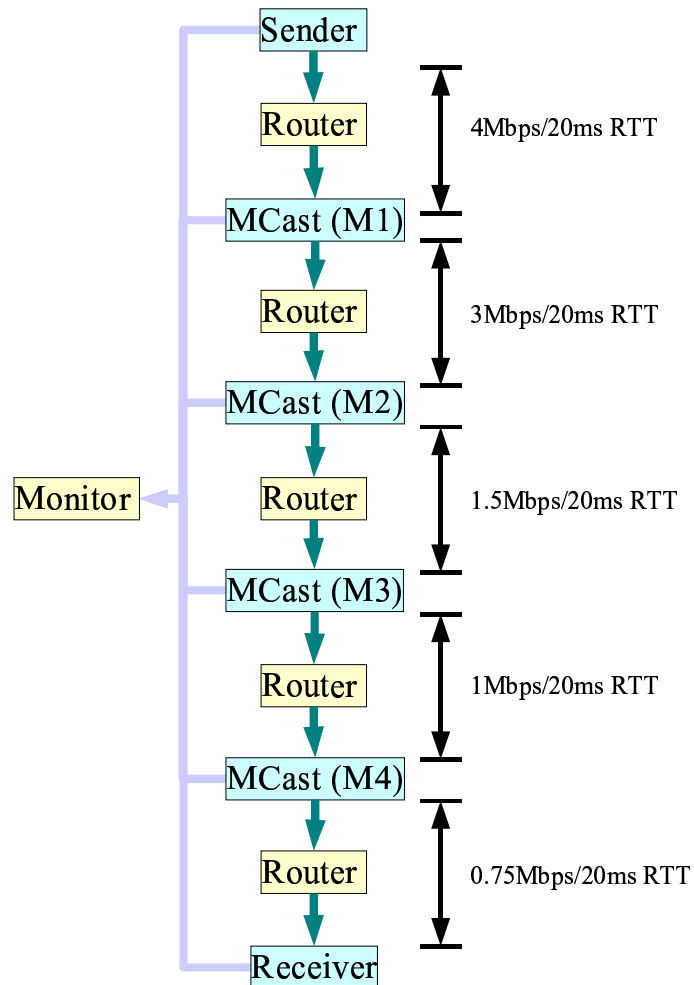 Sender
Router
4Mbps/20ms RTT
MCast (M1)
Router
3Mbps/20ms RTT
MCast (M2)
Monitor
Router
1.5Mbps/20ms RTT
MCast (M3)
Router
1Mbps/20ms RTT
MCast (M4)
Router
0.75Mbps/20ms RTT
Receiver